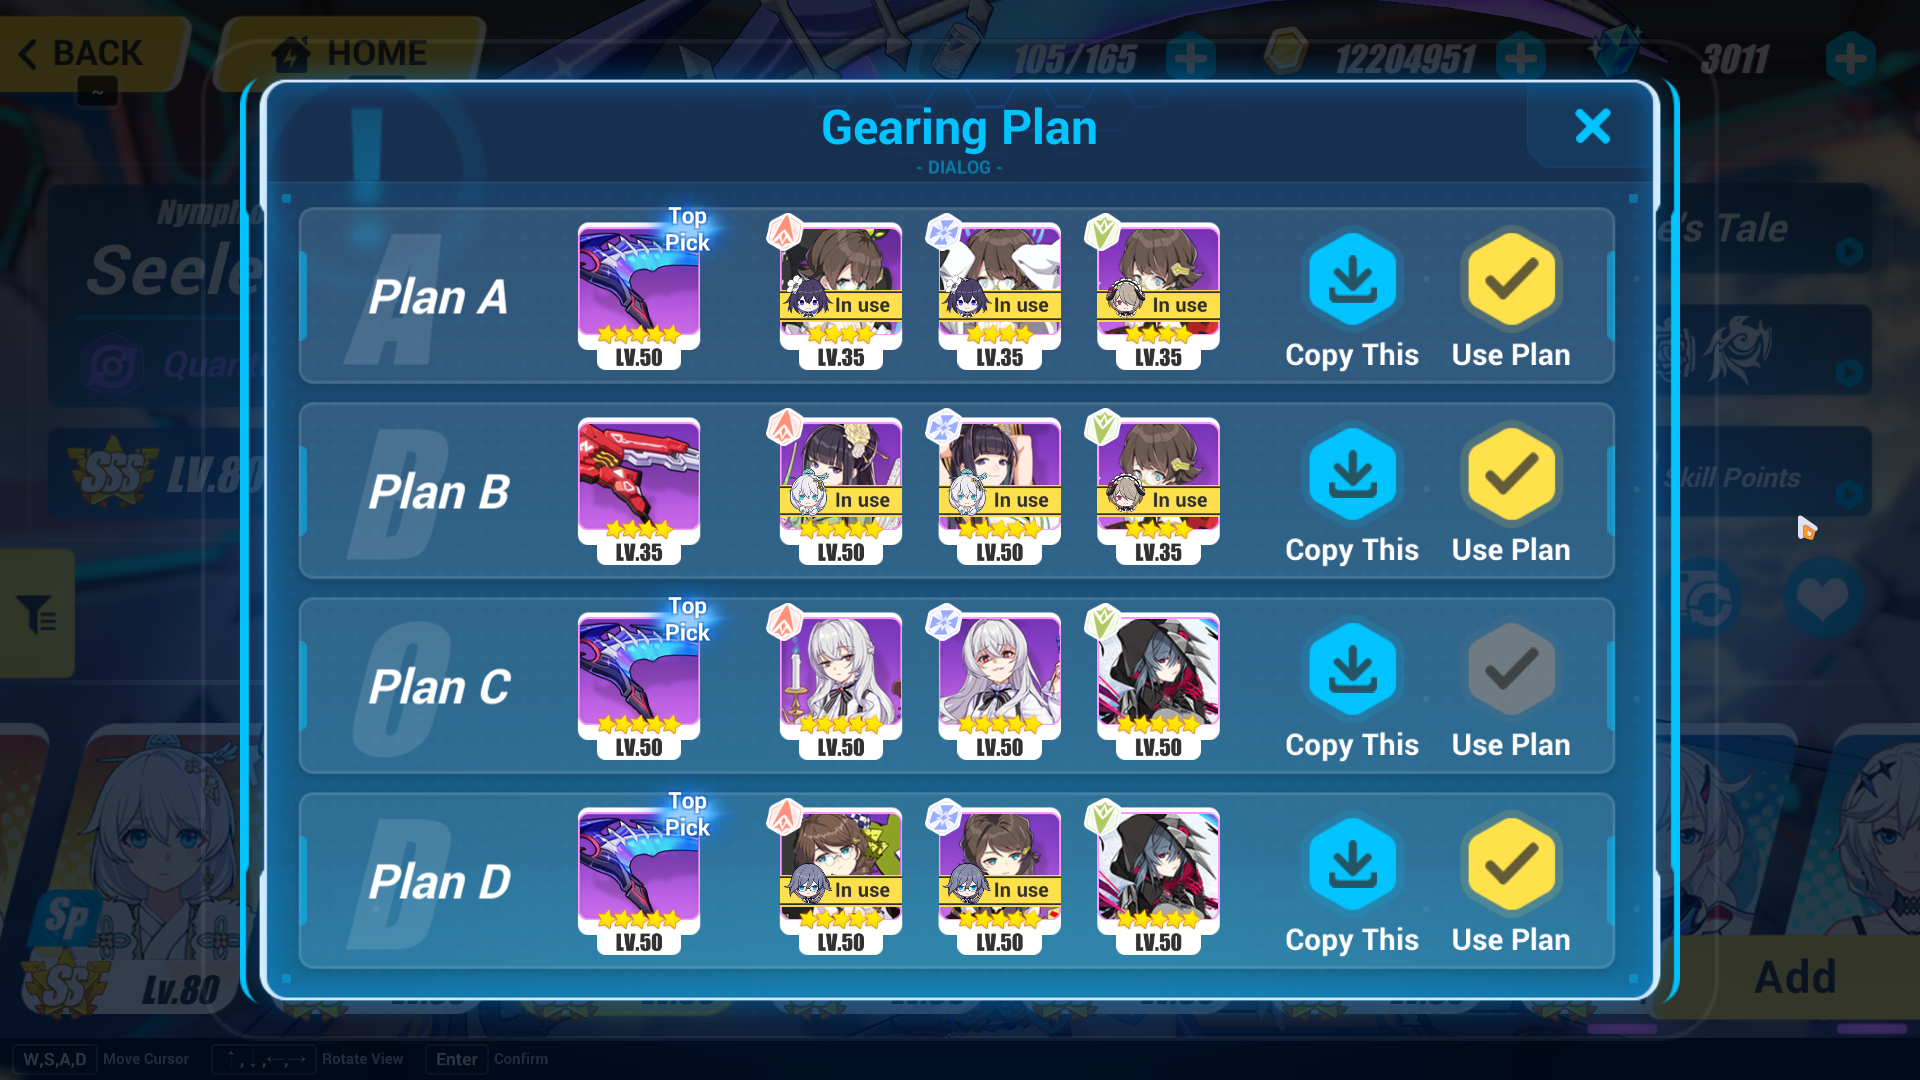 BACK
HOME
~
105/165
12204951
3011
Gearing Plan
- DIALOG -
Seele
's Tale
Quant
SSS LV.80
Skill Points
Plan A
Top Pick
LV.50
In use
LV.35
In use
LV.35
In use
LV.35
Copy This
Use Plan
Plan B
LV.35
In use
LV.50
In use
LV.50
In use
LV.35
Copy This
Use Plan
Plan C
Top Pick
LV.50
LV.50
LV.50
LV.50
Copy This
Use Plan
Plan D
Top Pick
LV.50
In use
LV.50
In use
LV.50
LV.50
Copy This
Use Plan
Sp
SS Lv.80
Add
W,S,A,D Move Cursor
↑,↓,←,→ Rotate View
Enter Confirm